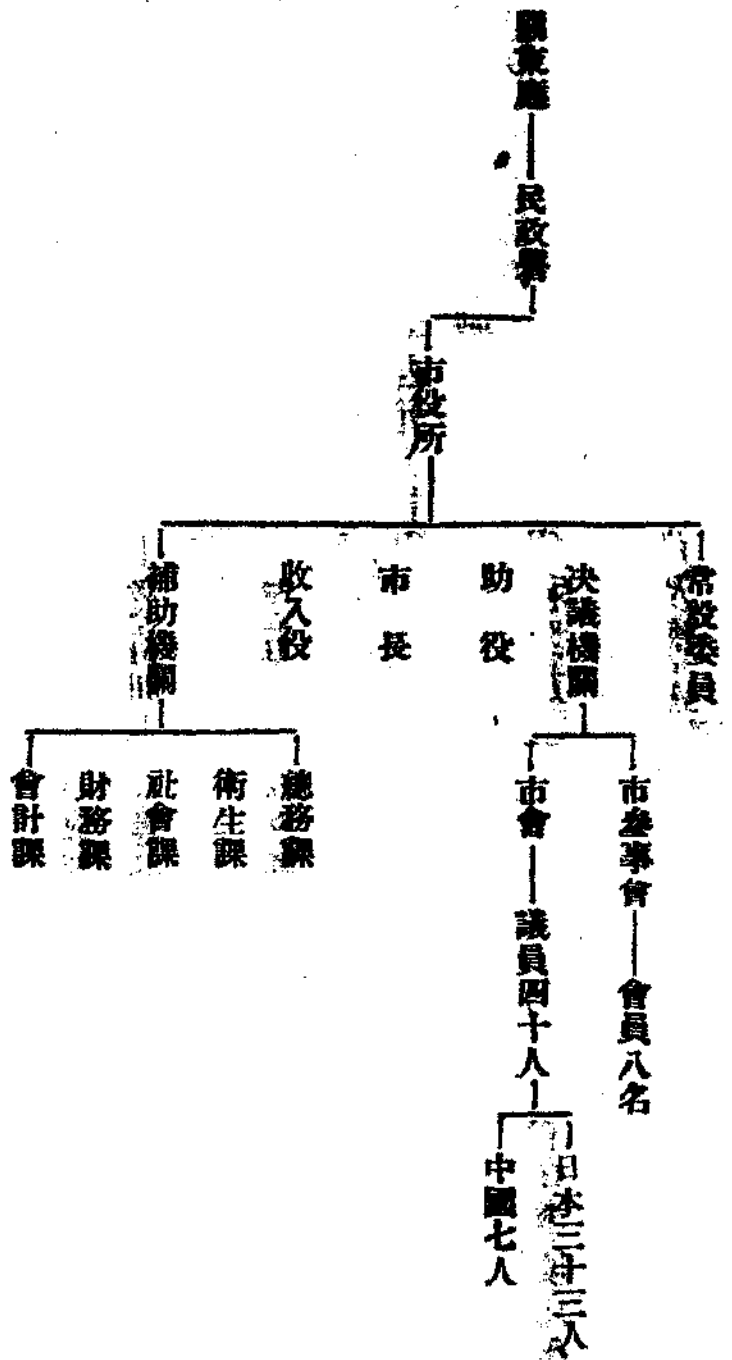 關東廳
民政署
市役所
常設委員
決議機關
市參事會
會員八名
市會
議員四十人
日本三十三人
中國七人
助役
市長
收入役
補助機關
總務課
衛生課
社會課
財務課
會計課